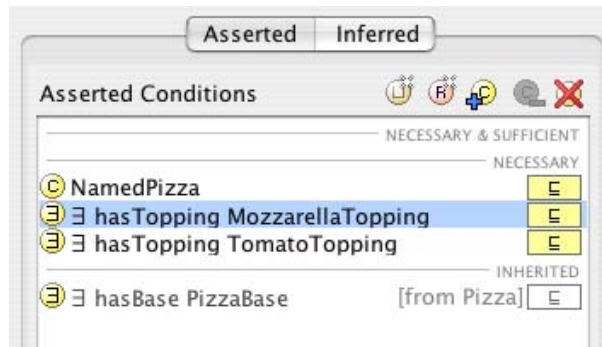 Asserted Inferred
Asserted Conditions
NECESSARY & SUFFICIENT
NECESSARY
C NamedPizza ⊑
∃ ∃ hasTopping MozzarellaTopping ⊑
∃ ∃ hasTopping TomatoTopping ⊑
INHERITED
∃ ∃ hasBase PizzaBase [from Pizza] ⊑